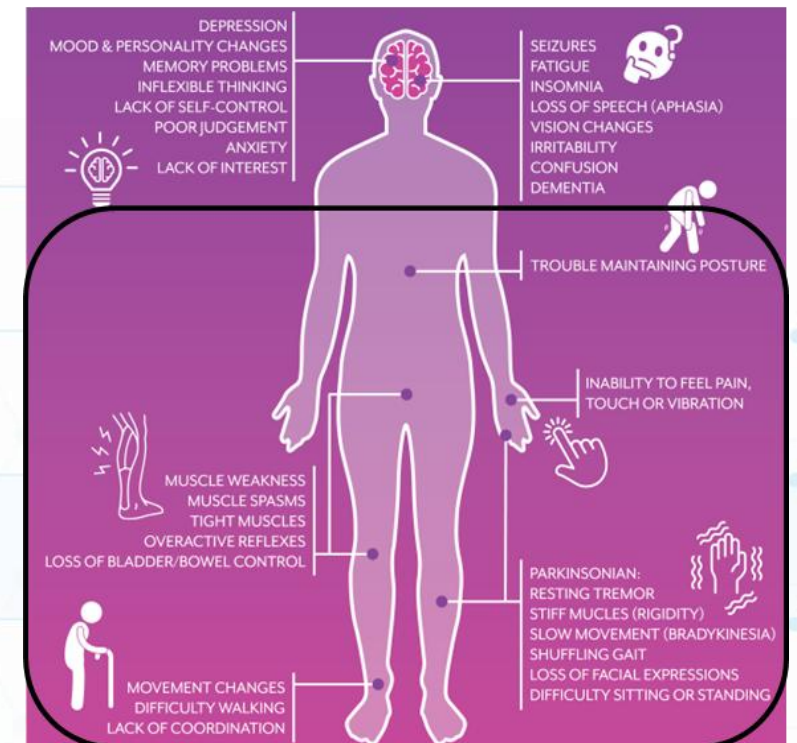 DEPRESSION
MOOD & PERSONALITY CHANGES
MEMORY PROBLEMS
INFLEXIBLE THINKING
LACK OF SELF-CONTROL
POOR JUDGEMENT
ANXIETY
LACK OF INTEREST
SEIZURES
FATIGUE
INSOMNIA
LOSS OF SPEECH (APHASIA)
VISION CHANGES
IRRITABILITY
CONFUSION
DEMENTIA
?
TROUBLE MAINTAINING POSTURE
INABILITY TO FEEL PAIN,
TOUCH OR VIBRATION
MUSCLE WEAKNESS
MUSCLE SPASMS
TIGHT MUSCLES
OVERACTIVE REFLEXES
LOSS OF BLADDER/BOWEL CONTROL
PARKINSONIAN:
RESTING TREMOR
STIFF MUCLES (RIGIDITY)
SLOW MOVEMENT (BRADYKINESIA)
SHUFFLING GAIT
LOSS OF FACIAL EXPRESSIONS
DIFFICULTY SITTING OR STANDING
MOVEMENT CHANGES
DIFFICULTY WALKING
LACK OF COORDINATION